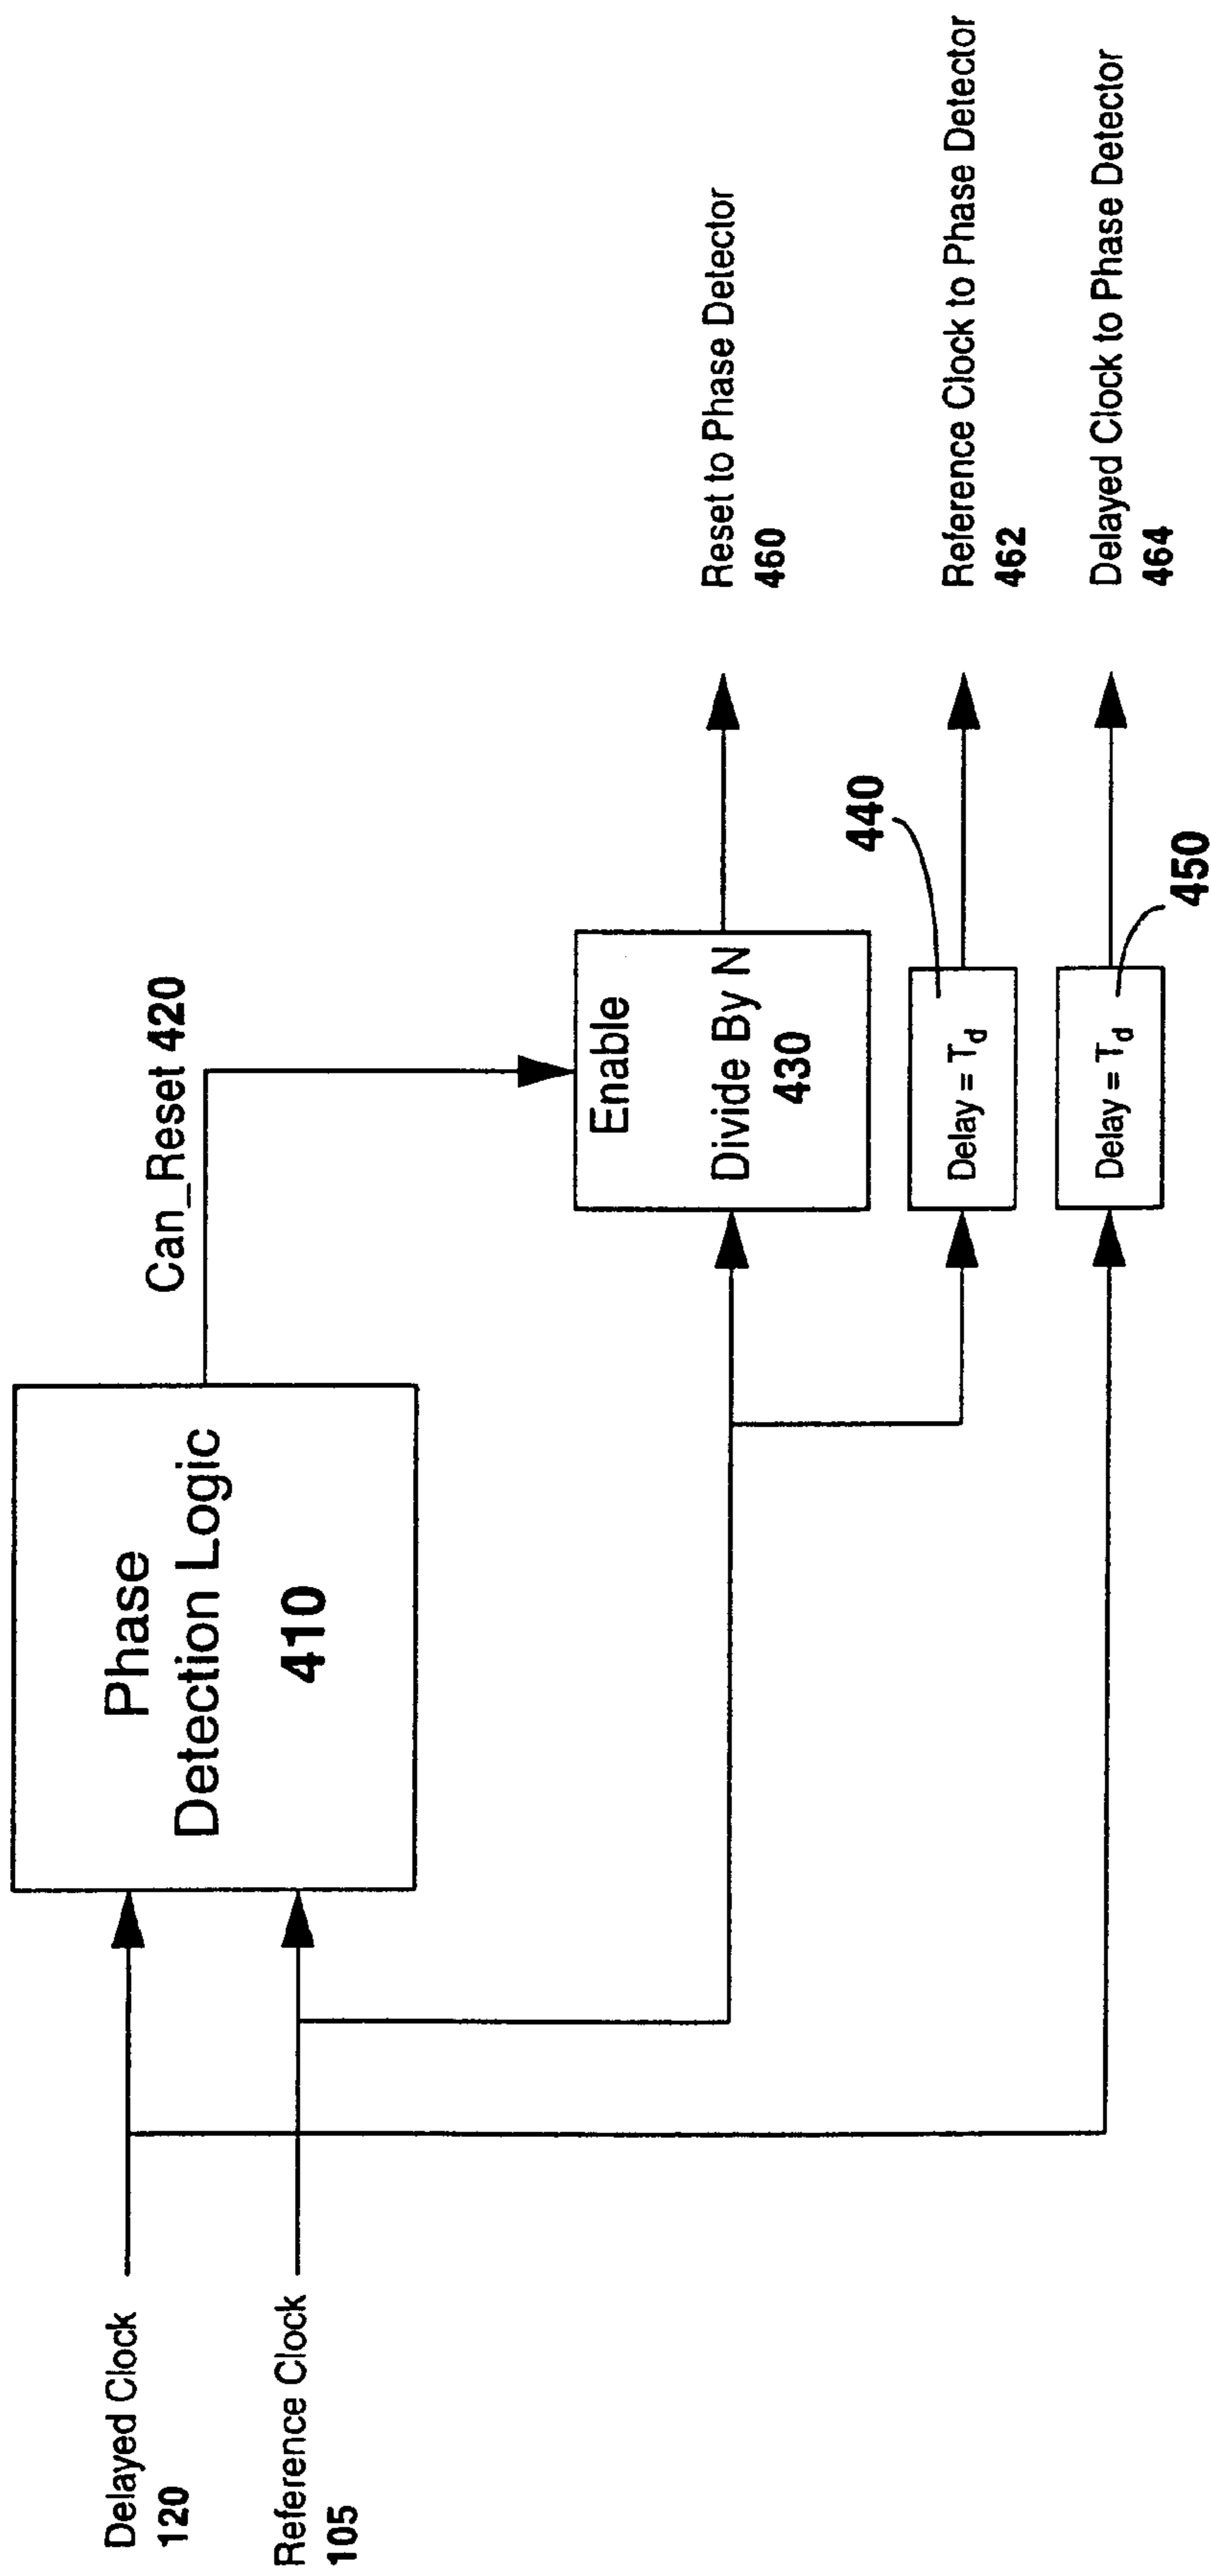 Delayed Clock
120
Reference Clock
105
Phase
Detection Logic
410
Can_Reset 420
Enable
Divide By N
430
Delay = Td
440
Delay = Td
450
Reset to Phase Detector
460
Reference Clock to Phase Detector
462
Delayed Clock to Phase Detector
464